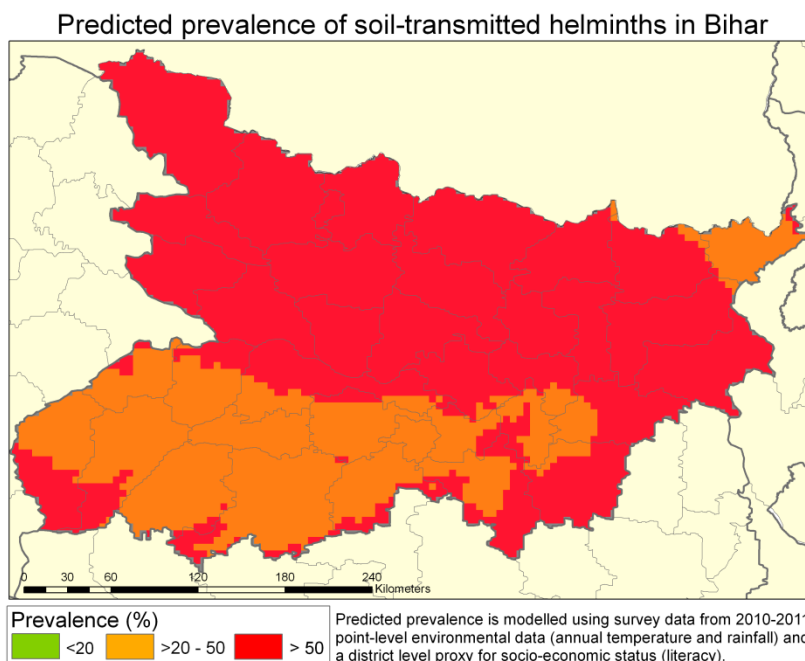 Predicted prevalence of soil-transmitted helminths in Bihar
0 30 60 120 180 240
Kilometers
Prevalence (%)
<20 >20 - 50 > 50
Predicted prevalence is modelled using survey data from 2010-2011
point-level environmental data (annual temperature and rainfall) and
a district level proxy for socio-economic status (literacy).